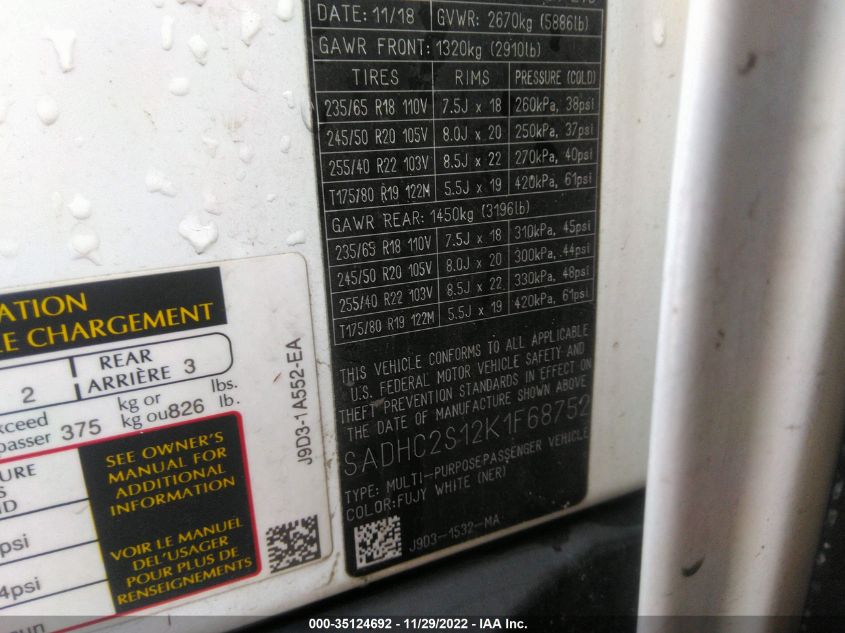 DATE: 11/18 GVWR: 2670kg (5886lb)
GAWR FRONT: 1320kg (2910lb)
TIRES RIMS PRESSURE (COLD)
235/65 R18 110V 7.5J x 18 260kPa, 38psi
245/50 R20 105V 8.0J x 20 250kPa, 37psi
255/40 R22 103V 8.5J x 22 270kPa, 40psi
T175/80 R19 122M 5.5J x 19 420kPa, 61psi
GAWR REAR: 1450kg (3196lb)
235/65 R18 110V 7.5J x 18 310kPa, 45psi
245/50 R20 105V 8.0J x 20 300kPa, 44psi
255/40 R22 103V 8.5J x 22 330kPa, 48psi
T175/80 R19 122M 5.5J x 19 420kPa, 61psi
THIS VEHICLE CONFORMS TO ALL APPLICABLE
U.S. FEDERAL MOTOR VEHICLE SAFETY AND
THEFT PREVENTION STANDARDS IN EFFECT ON
THE DATE OF MANUFACTURE SHOWN ABOVE
SADHC2S12K1F68752
TYPE: MULTI-PURPOSE PASSENGER VEHICLE
COLOR:FUJY WHITE (NER)
J9D3-1532-MA
CHARGEMENT
2 REAR ARRIÈRE 3
375 kg or kg ou 826 lbs. lb.
J9D3-1A552-EA
SEE OWNER'S
MANUAL FOR
ADDITIONAL
INFORMATION
VOIR LE MANUEL
DEL'USAGER
POUR PLUS DE
RENSEIGNEMENTS
psi
4psi
000-35124692 - 11/29/2022 - IAA Inc.